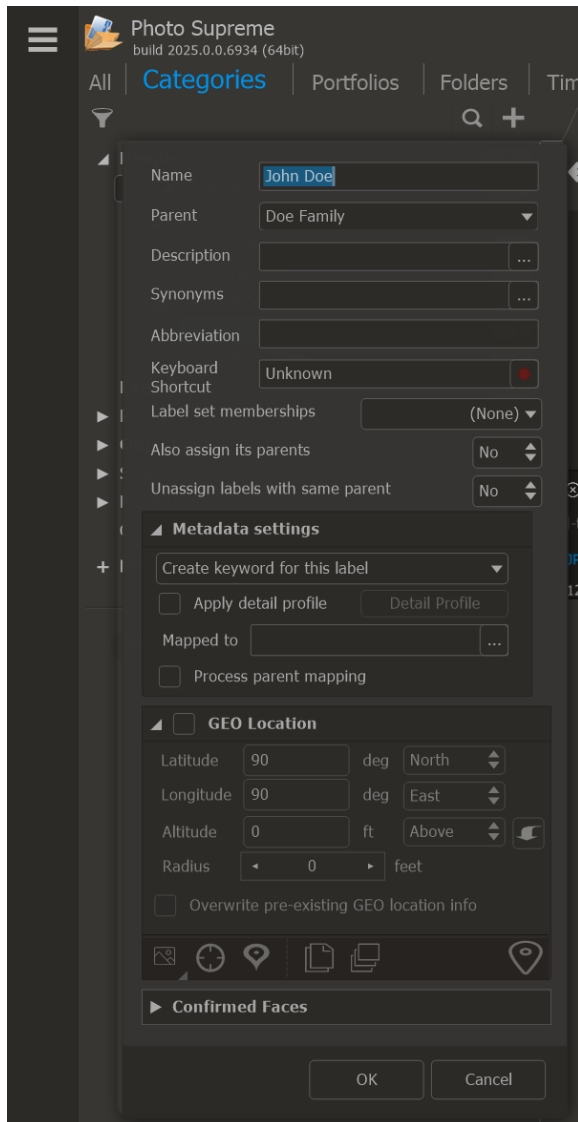 Photo Supreme
build 2025.0.0.6934 (64bit)
All Categories Portfolios Folders
Name John Doe
Parent Doe Family
Description ...
Synonyms ...
Abbreviation
Keyboard
Shortcut Unknown
Label set memberships (None)
Also assign its parents No
Unassign labels with same parent No
Metadata settings
Create keyword for this label
Apply detail profile Detail Profile
Mapped to ...
Process parent mapping
GEO Location
Latitude 90 deg North
Longitude 90 deg East
Altitude 0 ft Above
Radius 0 feet
Overwrite pre-existing GEO location info
Confirmed Faces
OK Cancel